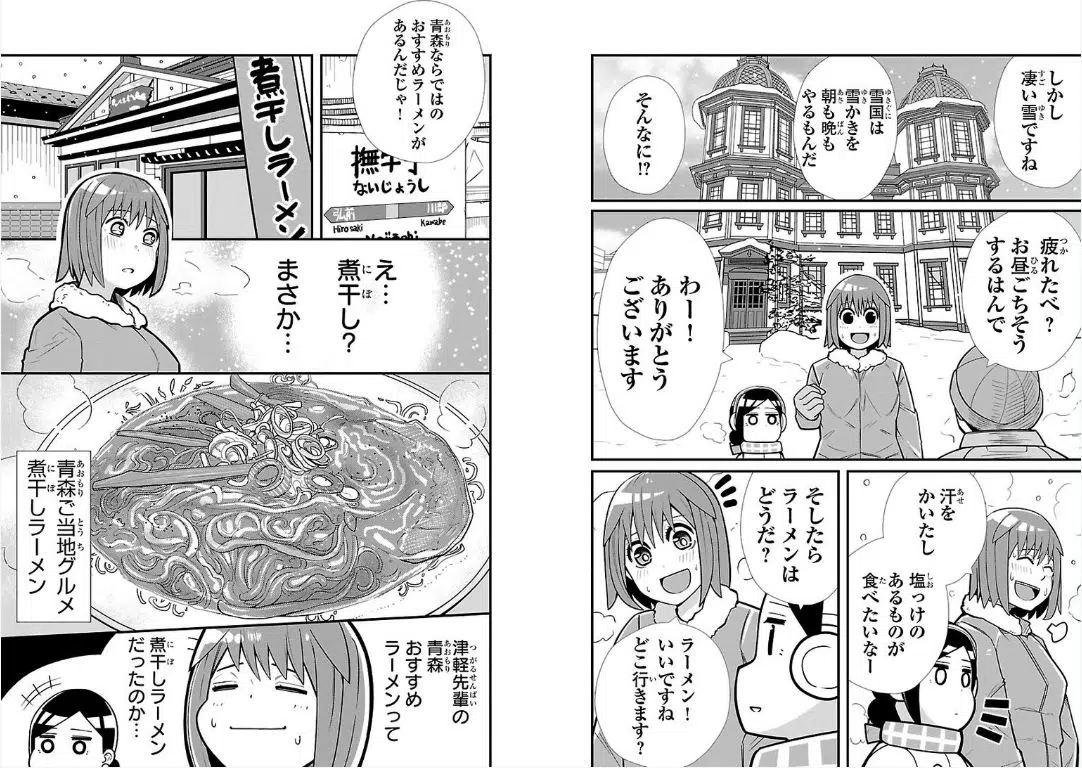 しかし
凄い雪ですね
雪国は
雪かきを
朝も晩も
やるもんだ
そんなに!?
疲れたべ?
お昼ごちそう
するはんで
わー!
ありがとう
ございます
汗を
かいたし
塩っけの
あるものが
食べたいなー
そしたら
ラーメンは
どうだ?
ラーメン!
いいですね
どこ行きます?
青森ならではの
おすすめラーメンが
あるんだじゃ!
撫牛子
ないじょうし
Hirosaki
川部
Kawabe
煮干しラーメン
え…
煮干し?
まさか…
青森ご当地グルメ
煮干しラーメン
津軽先輩の
青森
おすすめ
ラーメンって
煮干しラーメン
だったのか…